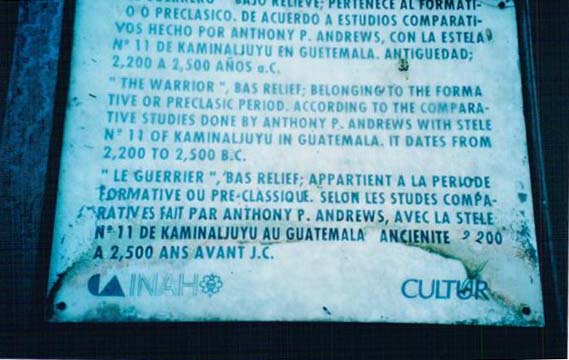 "EL GUERRERO" BAJO RELIEVE; PERTENECE AL FORMATI-
O Ó PRECLASICO. DE ACUERDO A ESTUDIOS COMPARATI-
VOS HECHO POR ANTHONY P. ANDREWS, CON LA ESTELA
Nº 11 DE KAMINALJUYU EN GUETEMALA. ANTIGUEDAD;
2,200 A 2,500 AÑOS a.C.
" THE WARRIOR ", BAS RELIEF; BELONGING TO THE FORMA
TIVE OR PRECLASIC PERIOD. ACCORDING TO THE COMPARA-
TIVE STUDIES DONE BY ANTHONY P. ANDREWS WITH STELE
Nº 11 OF KAMINALJUYU IN GUATEMALA. IT DATES FROM
2,200 TO 2,500 B.C.
" LE GUERRIER ", BAS RELIEF; APPARTIENT A LA PERIODE
FORMATIVE OU PRE-CLASSIQUE. SELON LES STUDES COMPA-
RATIVES FAIT PAR ANTHONY P. ANDREWS, AVEC LA STELE
Nº 11 DE KAMINALJUYU AU GUATEMALA ANCIENITE 2 200
A 2,500 ANS AVANT J.C.
CA INAH CULTUR